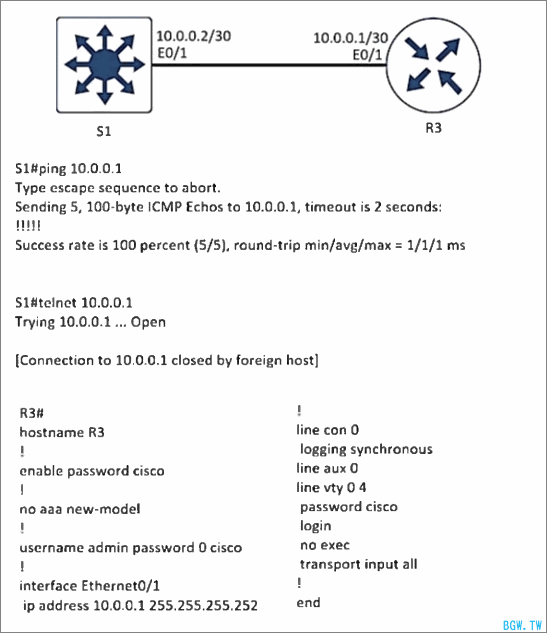 10.0.0.2/30
E0/1
10.0.0.1/30
E0/1
S1
R3
S1#ping 10.0.0.1
Type escape sequence to abort.
Sending 5, 100-byte ICMP Echos to 10.0.0.1, timeout is 2 seconds:
!!!!!
Success rate is 100 percent (5/5), round-trip min/avg/max = 1/1/1 ms
S1#telnet 10.0.0.1
Trying 10.0.0.1 ... Open
[Connection to 10.0.0.1 closed by foreign host]
R3#
hostname R3
!
enable password cisco
!
no aaa new-model
!
username admin password 0 cisco
!
interface Ethernet0/1
ip address 10.0.0.1 255.255.255.252
!
line con 0
logging synchronous
line aux 0
line vty 0 4
password cisco
login
no exec
transport input all
!
end
BGW.TW